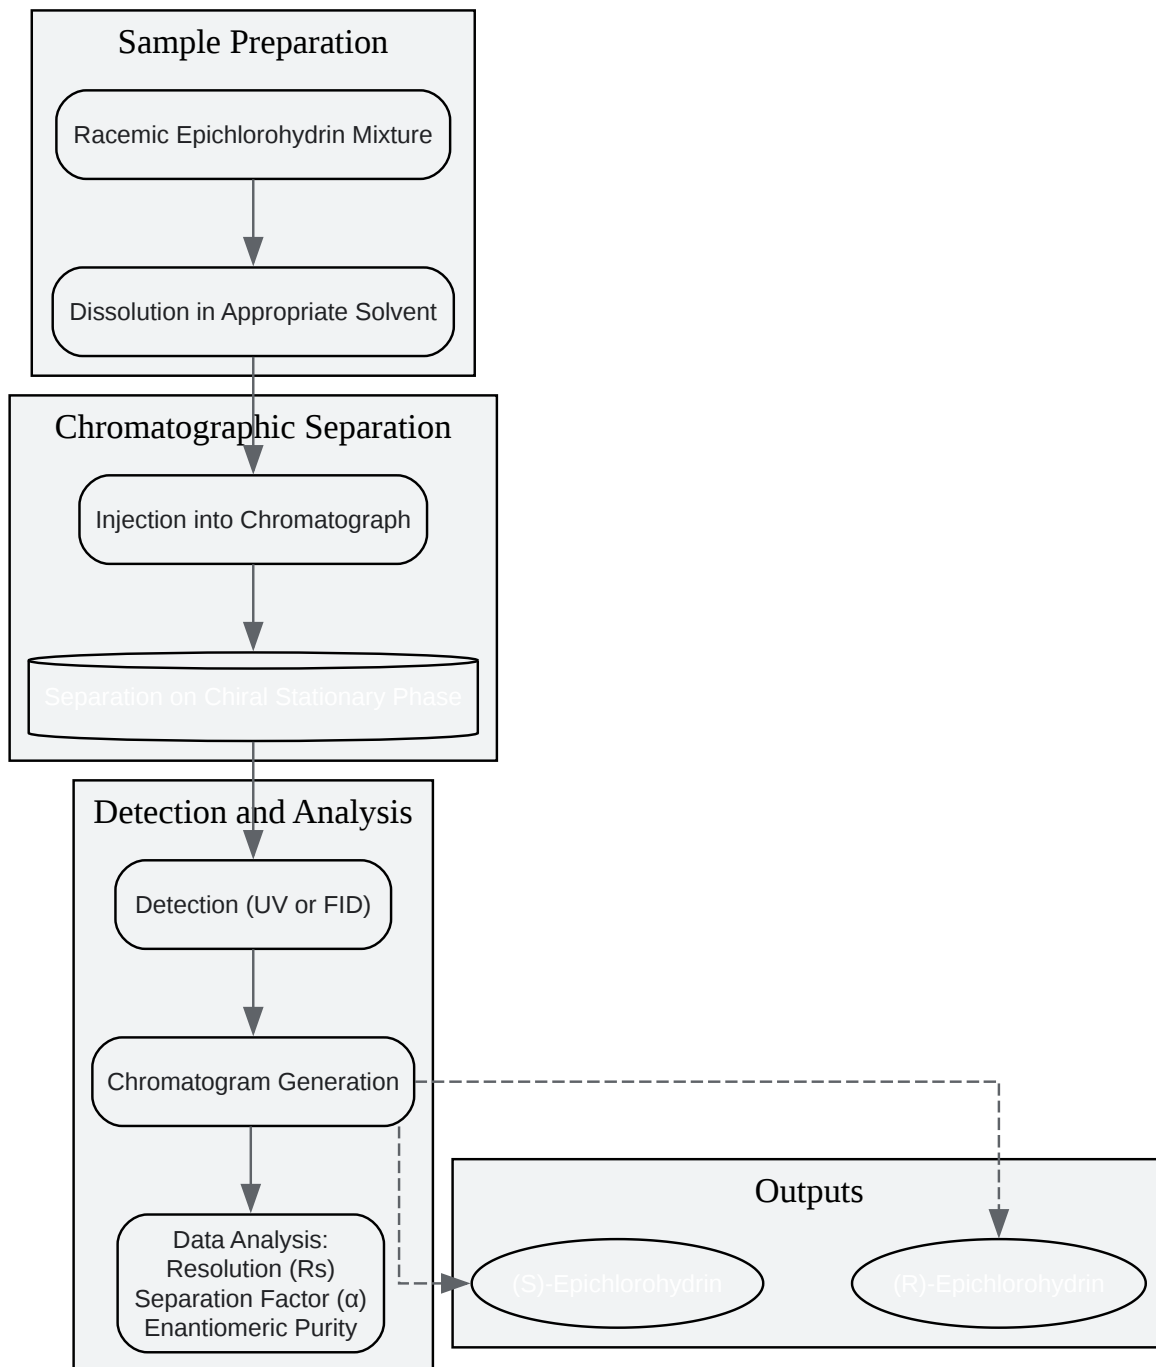 Sample Preparation
Racemic Epichlorohydrin Mixture
Dissolution in Appropriate Solvent
Chromatographic Separation
Injection into Chromatograph
Separation on Chiral Stationary Phase
Detection and Analysis
Detection (UV or FID)
Chromatogram Generation
Data Analysis:
Resolution (Rs)
Separation Factor (α)
Enantiomeric Purity
Outputs
(S)-Epichlorohydrin
(R)-Epichlorohydrin